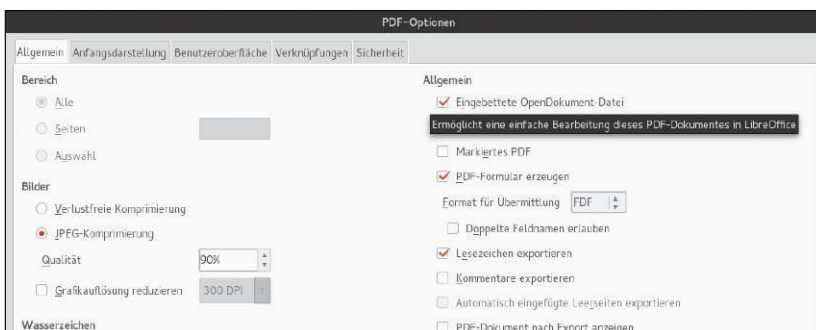 PDF-Optionen
Allgemein Anfangsdarstellung Benutzeroberfläche Verknüpfungen Sicherheit
Bereich
Alle
Seiten
Auswahl
Bilder
Verlustfreie Komprimierung
JPEG-Komprimierung
Qualität 90%
Grafikauflösung reduzieren 300 DPI
Wasserzeichen
Allgemein
Eingebettete OpenDokument-Datei
Ermöglicht eine einfache Bearbeitung dieses PDF-Dokumentes in LibreOffice
Markiertes PDF
PDF-Formular erzeugen
Format für Übermittlung FDF
Doppelte Feldnamen erlauben
Lesezeichen exportieren
Kommentare exportieren
Automatisch eingefügte Leerseiten exportieren
PDF-Dokument nach Export anzeigen